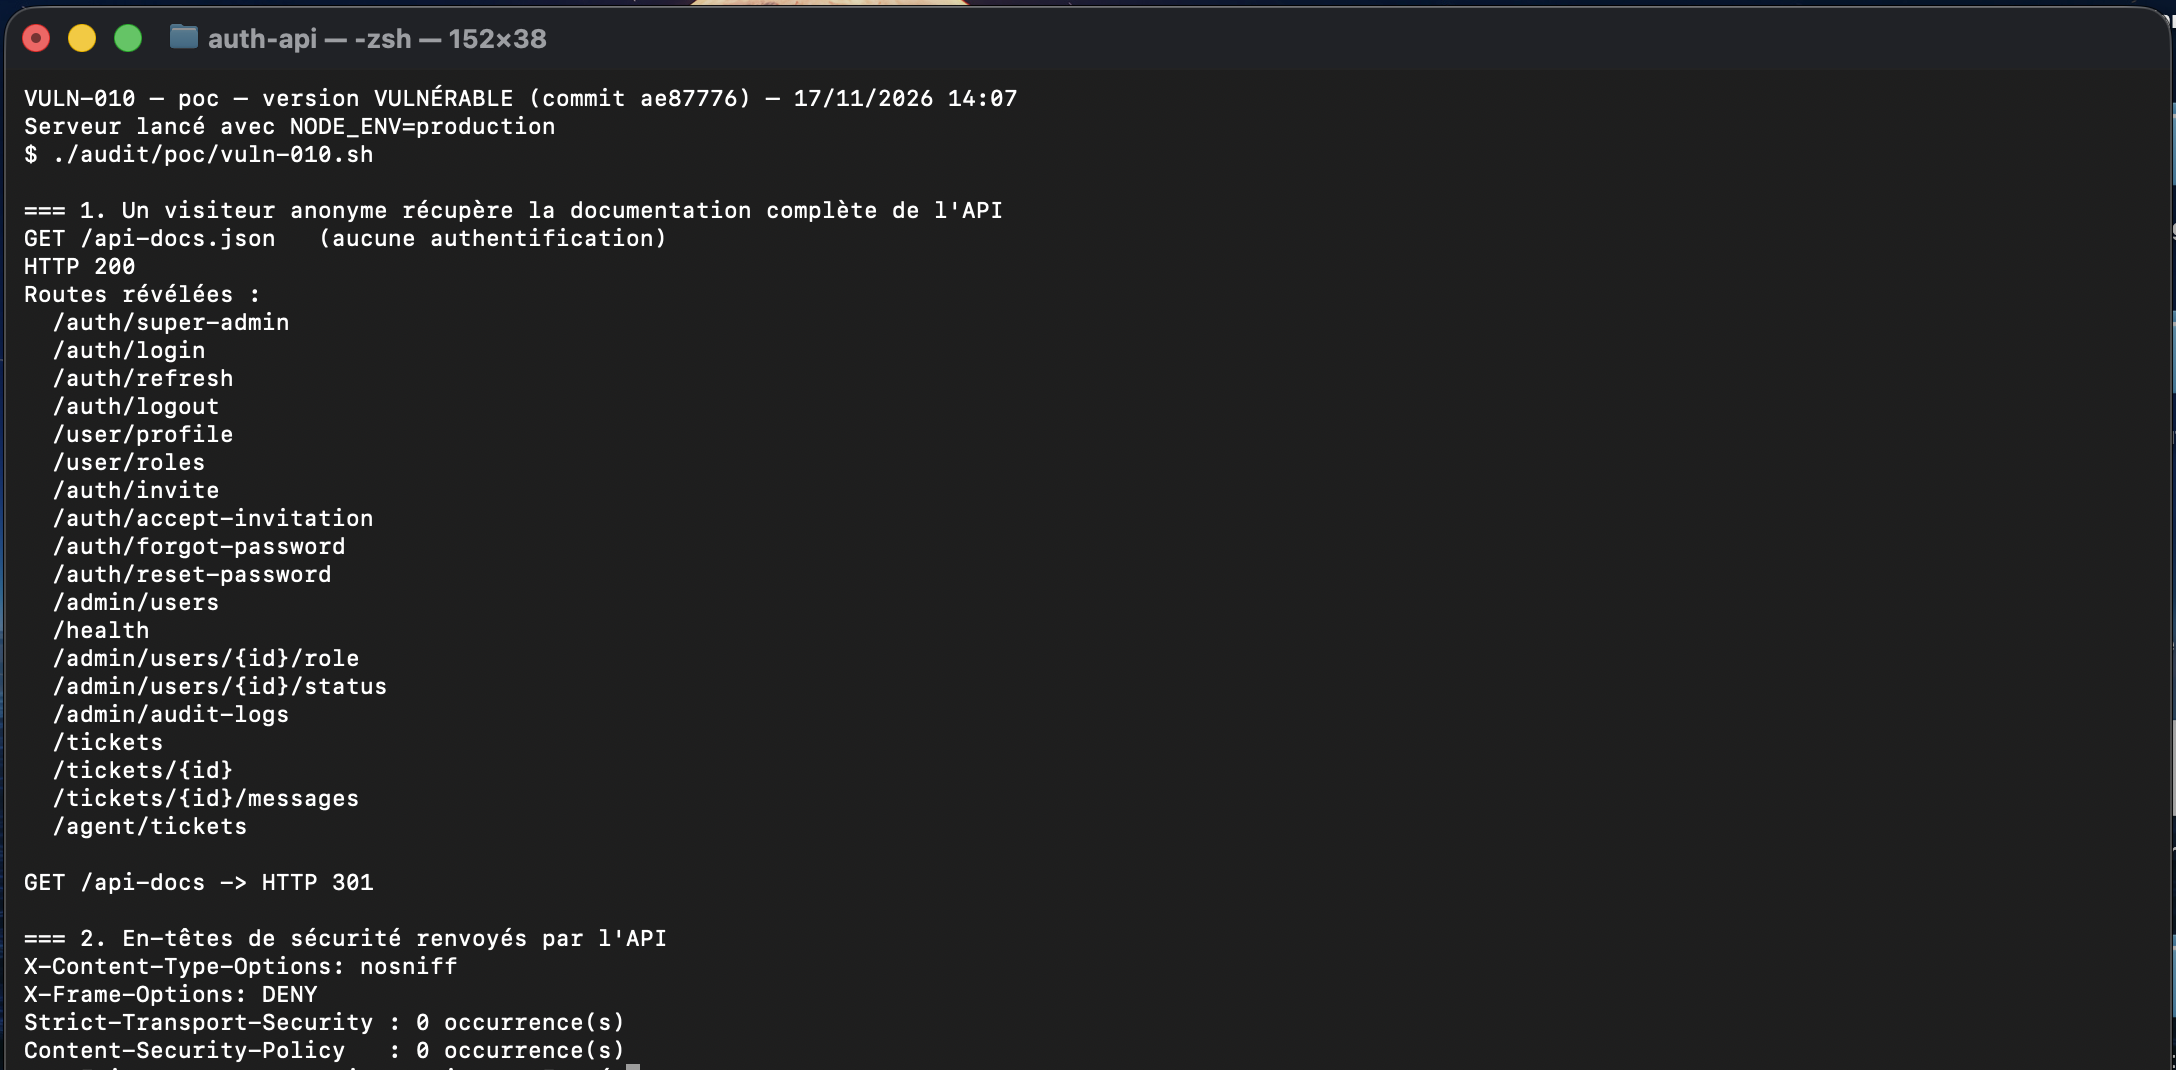 auth-api — -zsh — 152×38
VULN-010 — poc — version VULNÉRABLE (commit ae87776) — 17/11/2026 14:07
Serveur lancé avec NODE_ENV=production
$ ./audit/poc/vuln-010.sh
=== 1. Un visiteur anonyme récupère la documentation complète de l'API
GET /api-docs.json   (aucune authentification)
HTTP 200
Routes révélées :
/auth/super-admin
/auth/login
/auth/refresh
/auth/logout
/user/profile
/user/roles
/auth/invite
/auth/accept-invitation
/auth/forgot-password
/auth/reset-password
/admin/users
/health
/admin/users/{id}/role
/admin/users/{id}/status
/admin/audit-logs
/tickets
/tickets/{id}
/tickets/{id}/messages
/agent/tickets
GET /api-docs -> HTTP 301
=== 2. En-têtes de sécurité renvoyés par l'API
X-Content-Type-Options: nosniff
X-Frame-Options: DENY
Strict-Transport-Security : 0 occurrence(s)
Content-Security-Policy   : 0 occurrence(s)